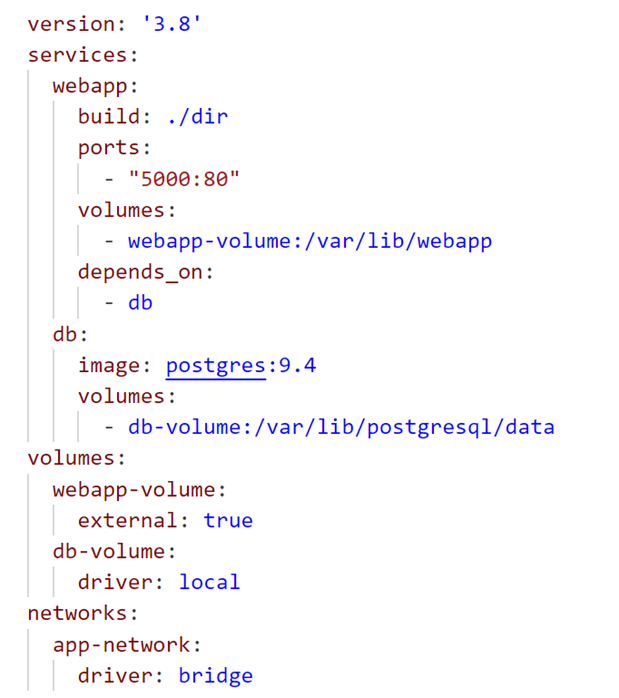 version: '3.8'
services:
  webapp:
    build: ./dir
    ports:
      - "5000:80"
    volumes:
      - webapp-volume:/var/lib/webapp
    depends_on:
      - db
  db:
    image: postgres:9.4
    volumes:
      - db-volume:/var/lib/postgresql/data
volumes:
  webapp-volume:
    external: true
  db-volume:
    driver: local
networks:
  app-network:
    driver: bridge